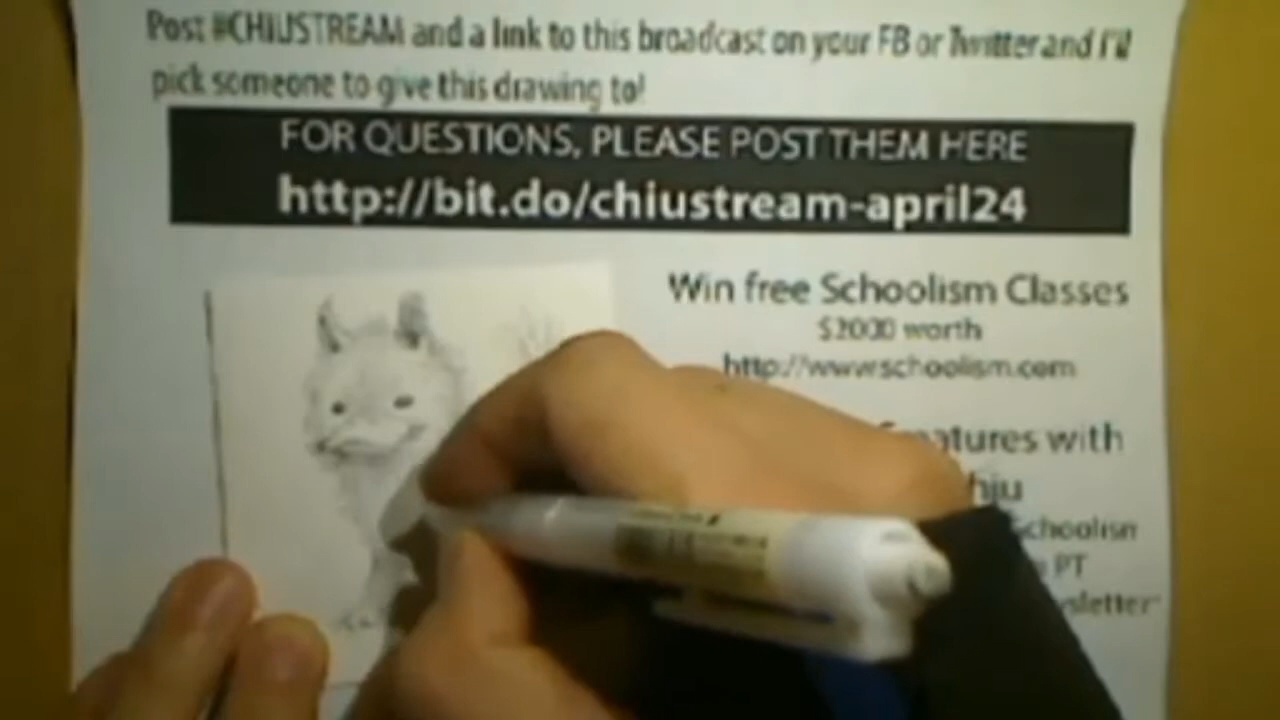 Post #CHIUSTREAM and a link to this broadcast on your FB or Twitter and I'll
pick someone to give this drawing to!
FOR QUESTIONS, PLEASE POST THEM HERE
http://bit.do/chiustream-april24
Win free Schoolism Classes
$2000 worth
http://www.schoolism.com
with
PT